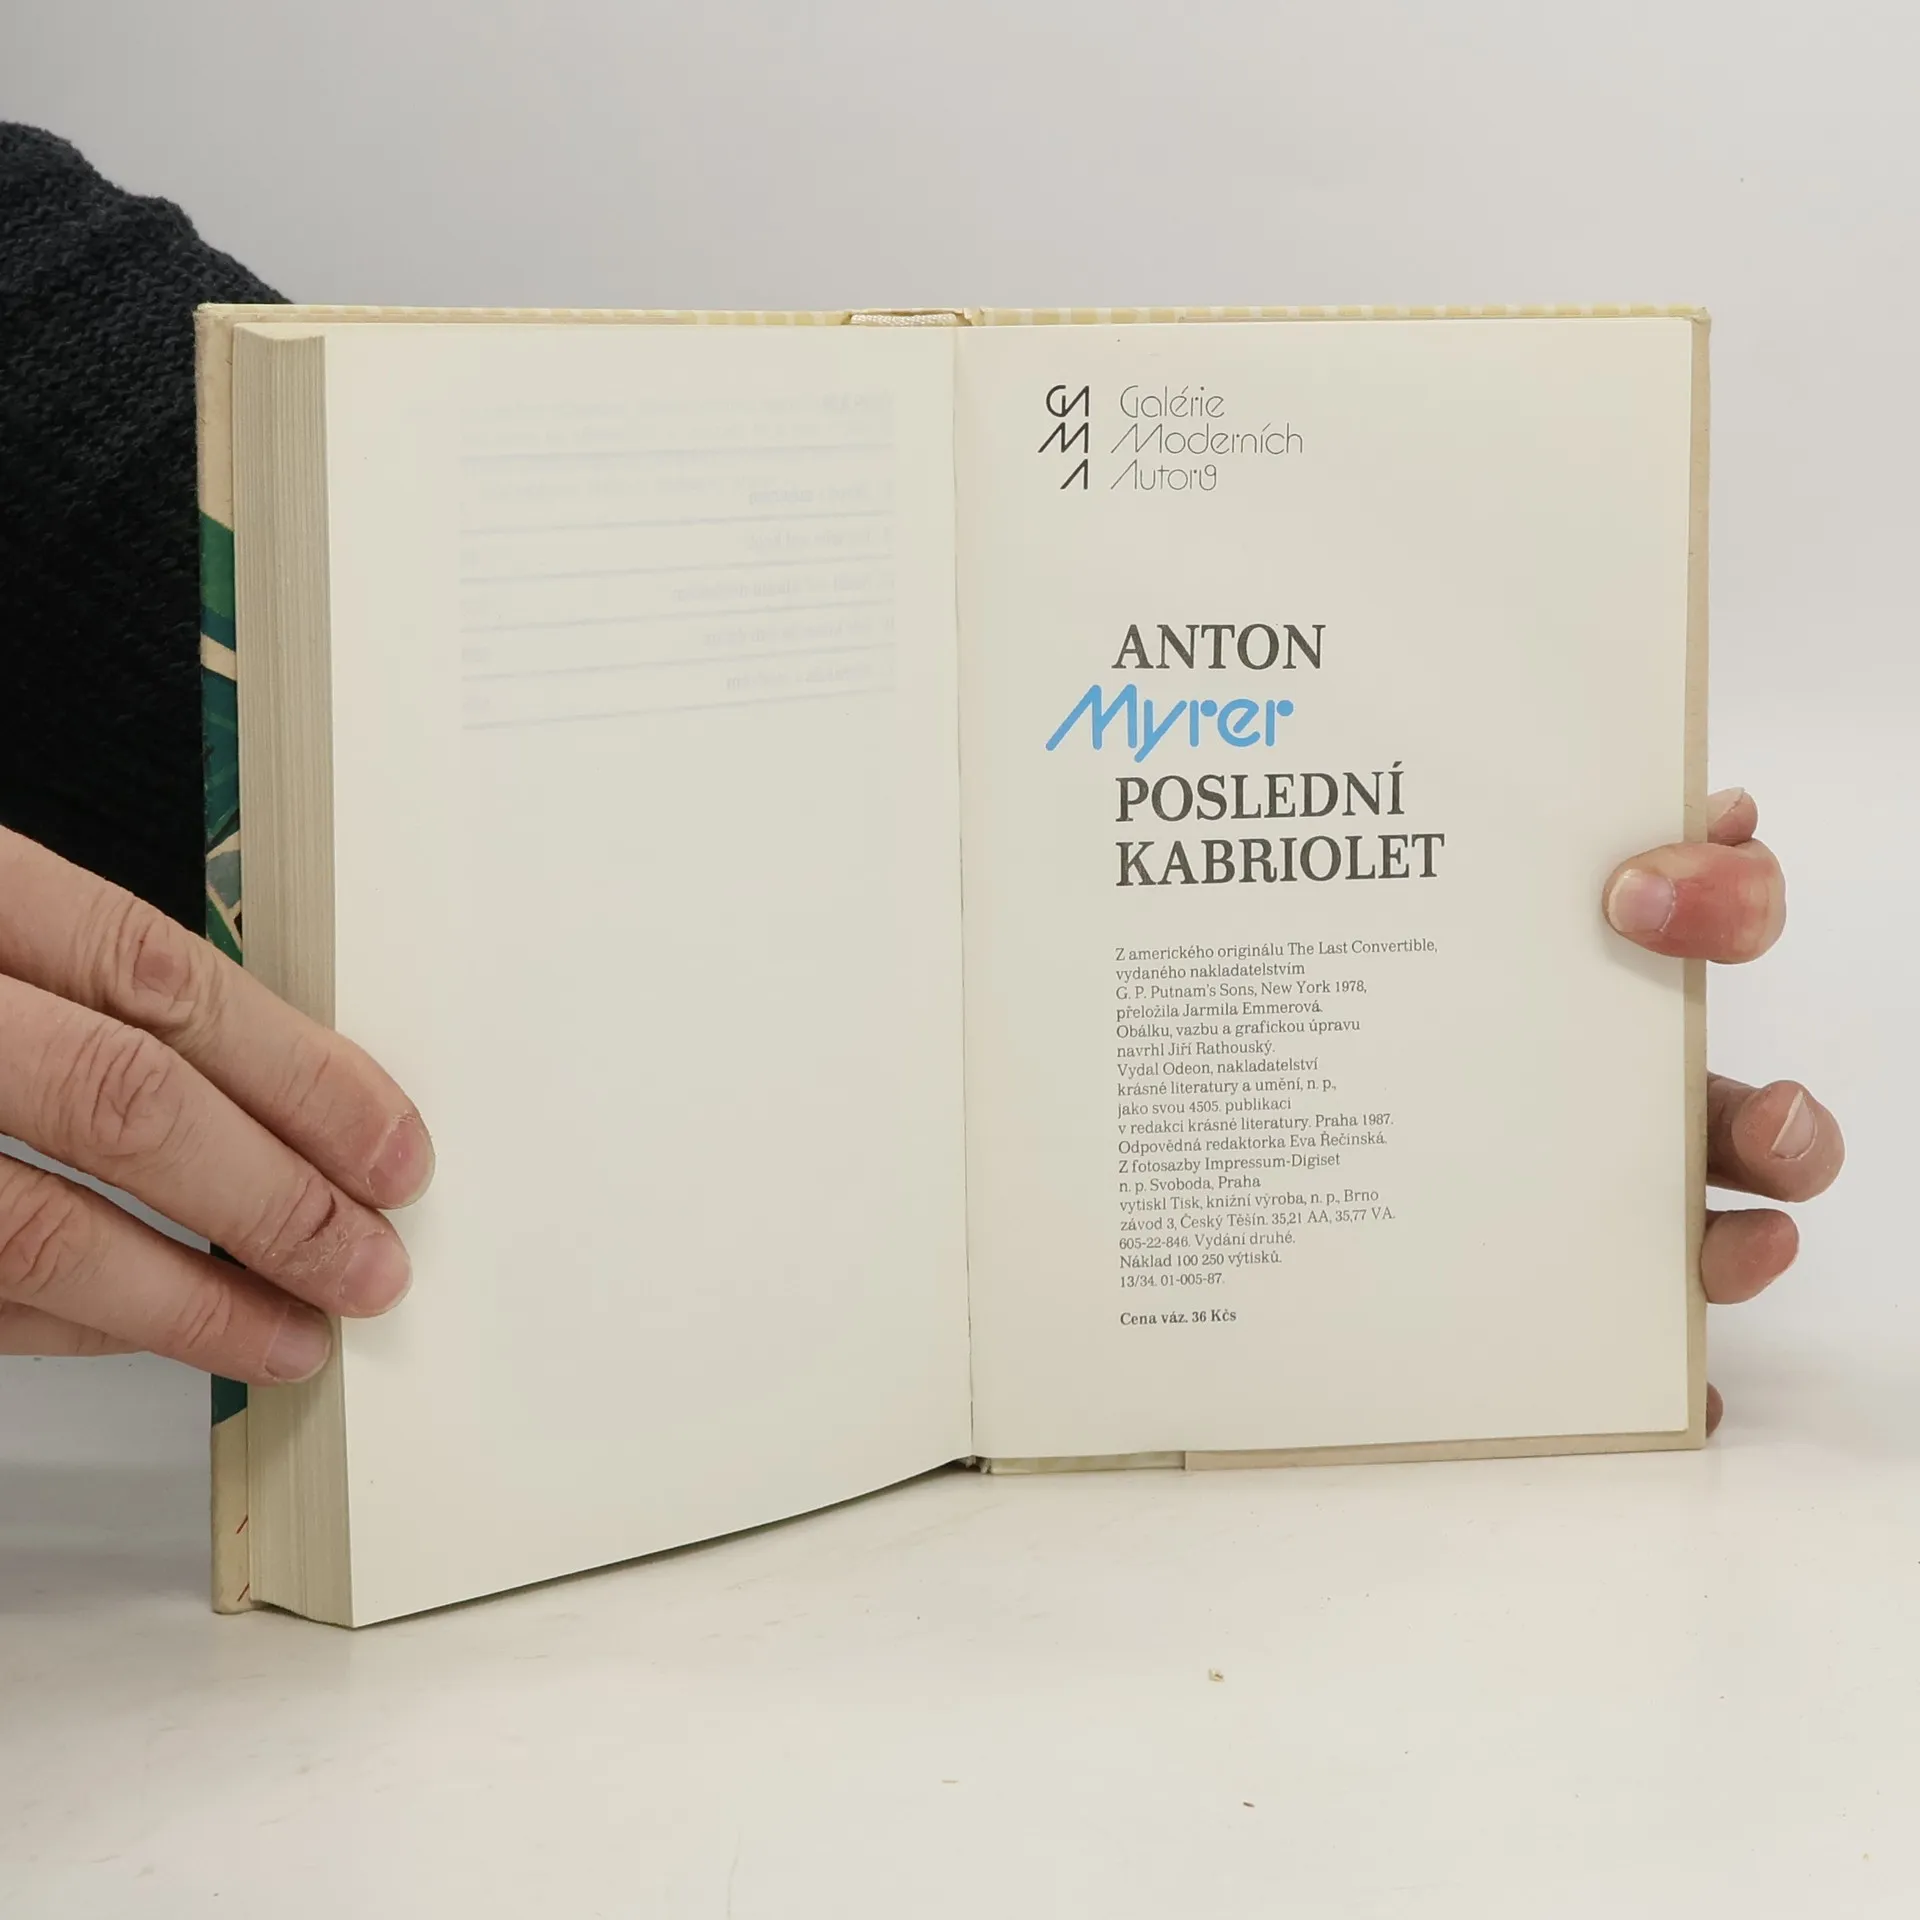 GMA Galérie
Moderních
Autorů
ANTON
Myrer
POSLEDNÍ
KABRIOLET
Z amerického originálu The Last Convertible,
vydaného nakladatelstvím
G. P. Putnam's Sons, New York 1978,
přeložila Jarmila Emmerová.
Obálku, vazbu a grafickou úpravu
navrhl Jiří Rathouský.
Vydal Odeon, nakladatelství
krásné literatury a umění, n. p.,
jako svou 4505. publikaci
v redakci krásné literatury. Praha 1987.
Odpovědná redaktorka Eva Řečinská.
Z fotosazby Impressum-Digiset
n. p. Svoboda, Praha
vytiskl Tisk, knižní výroba, n. p., Brno
závod 3, Český Těšín. 35,21 AA, 35,77 VA.
605-22-846. Vydání druhé.
Náklad 100 250 výtisků.
13/34. 01-005-87.
Cena váz. 36 Kčs